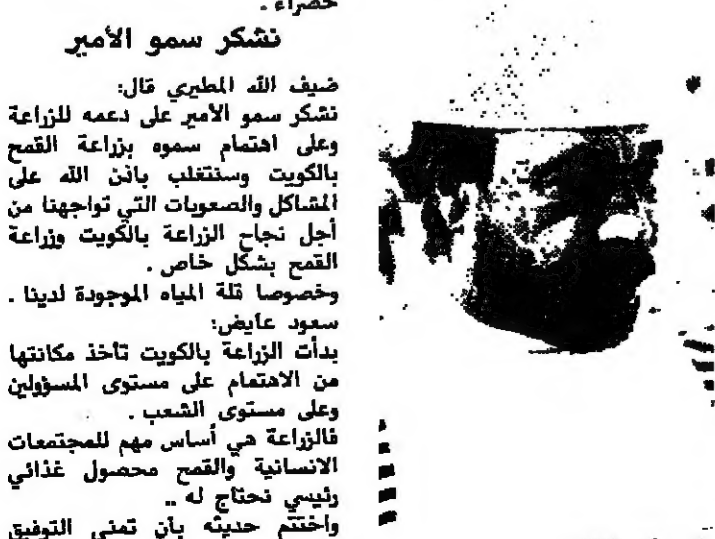 خضراء .
نشكر سمو الأمير
ضيف الله المطيري قال:
نشكر سمو الأمير على دعمه للزراعة
وعلى اهتمام سموه بزراعة القمح
بالكويت وسنتغلب باذن الله على
المشاكل والصعوبات التي تواجهنا من
أجل نجاح الزراعة بالكويت وزراعة
القمح بشكل خاص .
وخصوصا قلة المياه الموجودة لدينا .
سعود عايض:
بدأت الزراعة بالكويت تأخذ مكانتها
من الاهتمام على مستوى المسؤولين
وعلى مستوى الشعب .
فالزراعة هي أساس مهم للمجتمعات
الانسانية والقمح محصول غذائي
رئيسي نحتاج له ..
واختتم حديثه بأن تمنى التوفيق